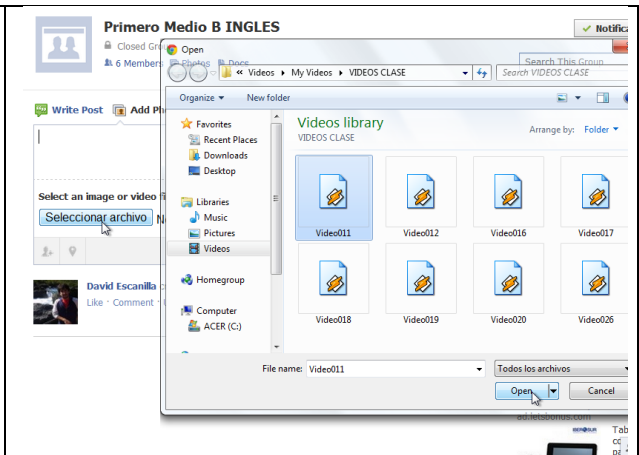 Primero Medio B INGLES
Notific
Closed Gro
6 Members Photos Docs
Search This Group
Write Post Add Ph
Select an image or video fi
Seleccionar archivo N
David Escanilla
Like · Comment ·
Open
« Videos ▸ My Videos ▸ VIDEOS CLASE
Search VIDEOS CLASE
Organize New folder
Favorites
Recent Places
Downloads
Desktop
Libraries
Music
Pictures
Videos
Homegroup
Computer
ACER (C:)
Videos library
VIDEOS CLASE
Arrange by: Folder
Video011 Video012 Video016 Video017
Video018 Video019 Video020 Video026
File name: Video011
Todos los archivos
Open Cancel
ad.letsbonus.com
Tab